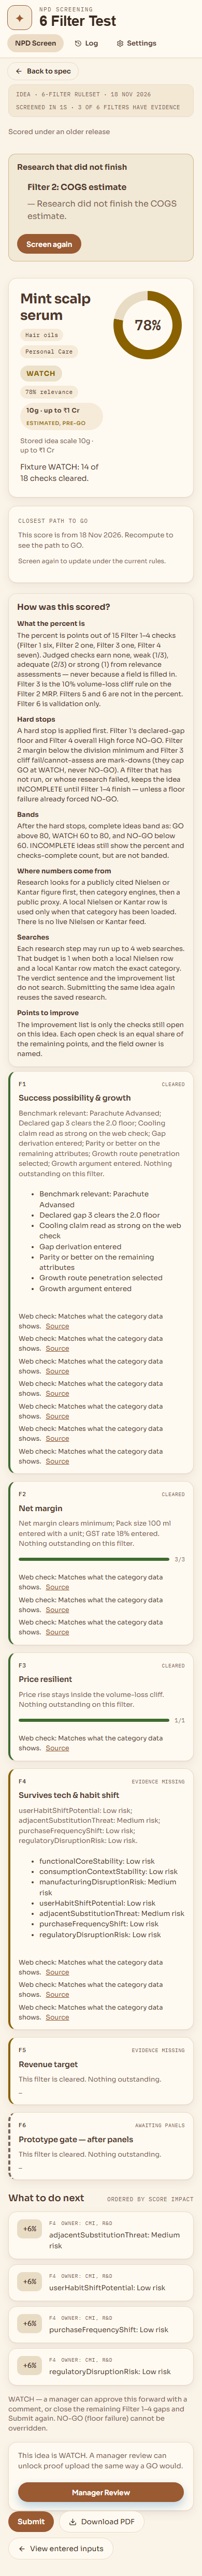 NPD SCREENING
6 Filter Test
NPD Screen
Log
Settings
Back to spec
IDEA · 6-FILTER RULESET · 18 NOV 2026
SCREENED IN 1S · 3 OF 6 FILTERS HAVE EVIDENCE
Scored under an older release
Research that did not finish
Filter 2: COGS estimate
— Research did not finish the COGS
estimate.
Screen again
Mint scalp
serum
Hair oils
Personal Care
WATCH
78% relevance
10g · up to ₹1 Cr
ESTIMATED, PRE-GO
Stored idea scale 10g ·
up to ₹1 Cr
Fixture WATCH: 14 of
18 checks cleared.
78%
CLOSEST PATH TO GO
This score is from 18 Nov 2026. Recompute to
see the path to GO.
Screen again to update under the current rules.
How was this scored?
What the percent is
The percent is points out of 15 Filter 1–4 checks
(Filter 1 six, Filter 2 one, Filter 3 one, Filter 4
seven). Judged checks earn none, weak (1/3),
adequate (2/3) or strong (1) from relevance
assessments — never because a field is filled in.
Filter 3 is the 10% volume-loss cliff rule on the
Filter 2 MRP. Filters 5 and 6 are not in the percent.
Filter 6 is validation only.
Hard stops
A hard stop is applied first. Filter 1's declared-gap
floor and Filter 4 overall High force NO-GO. Filter
2 margin below the division minimum and Filter 3
cliff fail/cannot-assess are mark-downs (they cap
GO at WATCH, never NO-GO). A filter that has
not run, or whose research failed, keeps the idea
INCOMPLETE until Filter 1–4 finish — unless a floor
failure already forced NO-GO.
Bands
After the hard stops, complete ideas band as: GO
above 80, WATCH 60 to 80, and NO-GO below
60. INCOMPLETE ideas still show the percent and
checks-complete count, but are not banded.
Where numbers come from
Research looks for a publicly cited Nielsen or
Kantar figure first, then category engines, then a
public proxy. A local Nielsen or Kantar row is
used only when that category has been loaded.
There is no live Nielsen or Kantar feed.
Searches
Each research step may run up to 4 web searches.
That budget is 1 when both a local Nielsen row
and a local Kantar row match the exact category.
The verdict sentence and the improvement list
do not search. Submitting the same idea again
reuses the saved research.
Points to improve
The improvement list is only the checks still open
on this idea. Each open check is an equal share of
the remaining points, and the field owner is
named.
F1
CLEARED
Success possibility & growth
Benchmark relevant: Parachute Advansed;
Declared gap 3 clears the 2.0 floor; Cooling
claim read as strong on the web check; Gap
derivation entered; Parity or better on the
remaining attributes; Growth route penetration
selected; Growth argument entered. Nothing
outstanding on this filter.
• Benchmark relevant: Parachute
Advansed
• Declared gap 3 clears the 2.0 floor
• Cooling claim read as strong on the web
check
• Gap derivation entered
• Parity or better on the remaining
attributes
• Growth route penetration selected
• Growth argument entered
Web check: Matches what the category data
shows. Source
Web check: Matches what the category data
shows. Source
Web check: Matches what the category data
shows. Source
Web check: Matches what the category data
shows. Source
Web check: Matches what the category data
shows. Source
Web check: Matches what the category data
shows. Source
Web check: Matches what the category data
shows. Source
F2
CLEARED
Net margin
Net margin clears minimum; Pack size 100 ml
entered with a unit; GST rate 18% entered.
Nothing outstanding on this filter.
3/3
Web check: Matches what the category data
shows. Source
Web check: Matches what the category data
shows. Source
Web check: Matches what the category data
shows. Source
F3
CLEARED
Price resilient
Price rise stays inside the volume-loss cliff.
Nothing outstanding on this filter.
1/1
Web check: Matches what the category data
shows. Source
F4
EVIDENCE MISSING
Survives tech & habit shift
userHabitShiftPotential: Low risk;
adjacentSubstitutionThreat: Medium risk;
purchaseFrequencyShift: Low risk;
regulatoryDisruptionRisk: Low risk.
• functionalCoreStability: Low risk
• consumptionContextStability: Low risk
• manufacturingDisruptionRisk: Medium
risk
• userHabitShiftPotential: Low risk
• adjacentSubstitutionThreat: Medium risk
• purchaseFrequencyShift: Low risk
• regulatoryDisruptionRisk: Low risk
Web check: Matches what the category data
shows. Source
Web check: Matches what the category data
shows. Source
Web check: Matches what the category data
shows. Source
F5
EVIDENCE MISSING
Revenue target
This filter is cleared. Nothing outstanding.
—
F6
AWAITING PANELS
Prototype gate — after panels
This filter is cleared. Nothing outstanding.
—
What to do next
ORDERED BY SCORE IMPACT
+6%
F4 OWNER: CMI, R&D
adjacentSubstitutionThreat: Medium
risk
+6%
F4 OWNER: CMI, R&D
userHabitShiftPotential: Low risk
+6%
F4 OWNER: CMI, R&D
purchaseFrequencyShift: Low risk
+6%
F4 OWNER: CMI, R&D
regulatoryDisruptionRisk: Low risk
WATCH — a manager can approve this forward with a
comment, or close the remaining Filter 1–4 gaps and
Submit again. NO-GO (floor failure) cannot be
overridden.
This idea is WATCH. A manager review can
unlock proof upload the same way a GO would.
Manager Review
Submit
Download PDF
View entered inputs